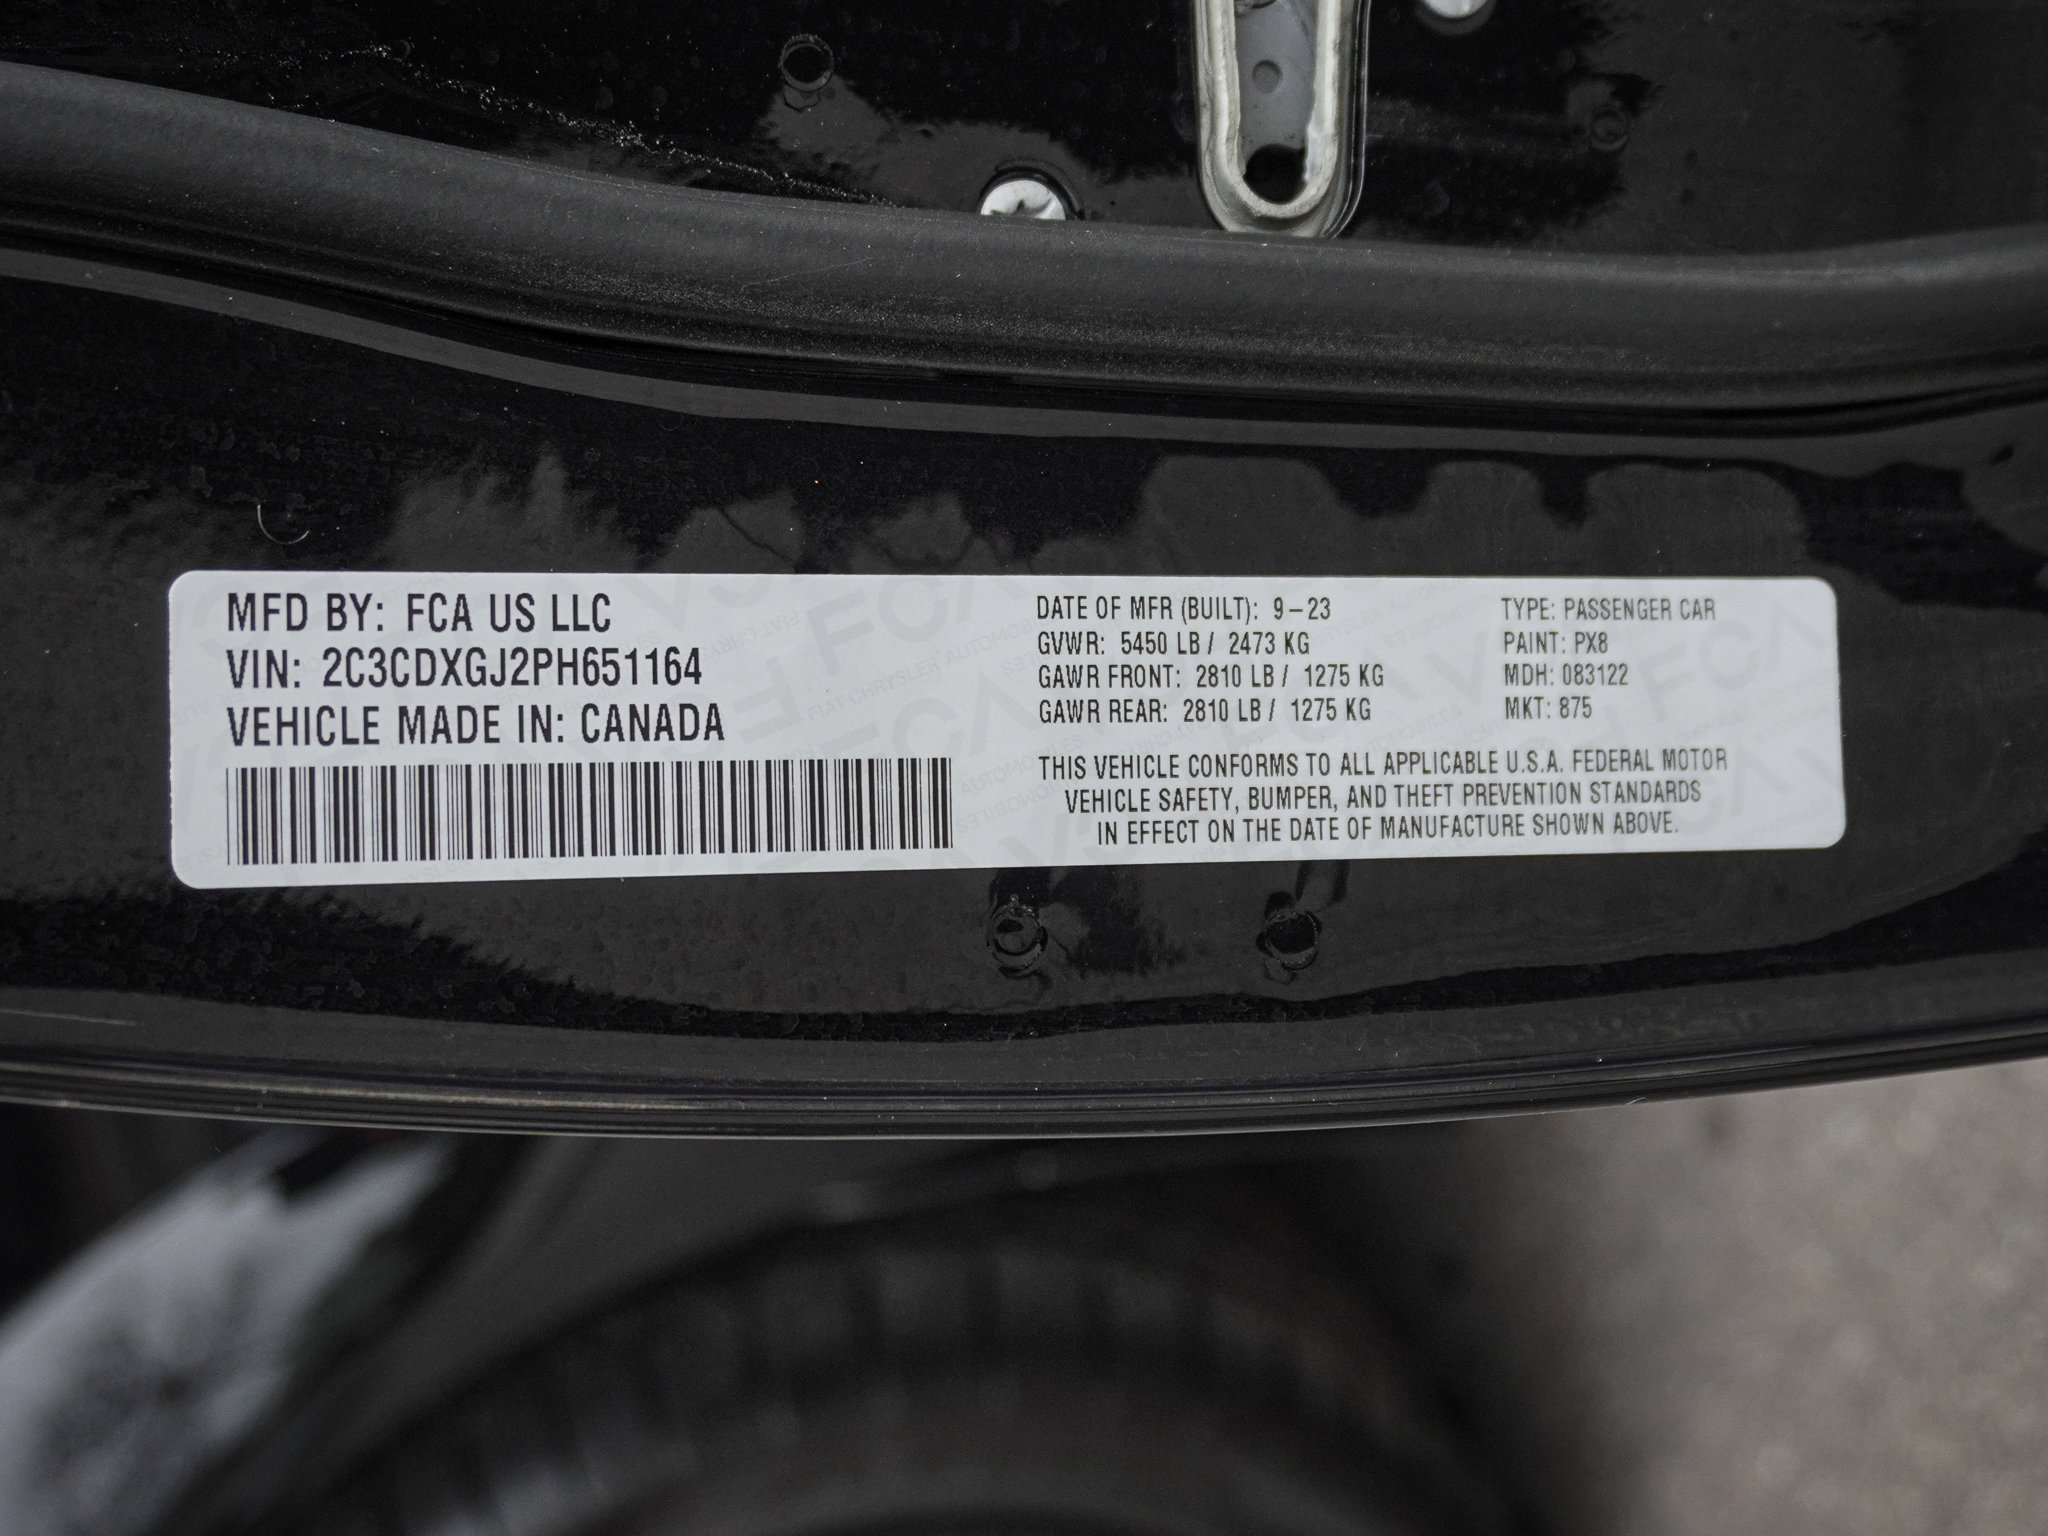 MFD BY: FCA US LLC
VIN: 2C3CDXGJ2PH651164
VEHICLE MADE IN: CANADA
DATE OF MFR (BUILT): 9-23
GVWR: 5450 LB / 2473 KG
GAWR FRONT: 2810 LB / 1275 KG
GAWR REAR: 2810 LB / 1275 KG
TYPE: PASSENGER CAR
PAINT: PX8
MDH: 083122
MKT: 875
THIS VEHICLE CONFORMS TO ALL APPLICABLE U.S.A. FEDERAL MOTOR
VEHICLE SAFETY, BUMPER, AND THEFT PREVENTION STANDARDS
IN EFFECT ON THE DATE OF MANUFACTURE SHOWN ABOVE.